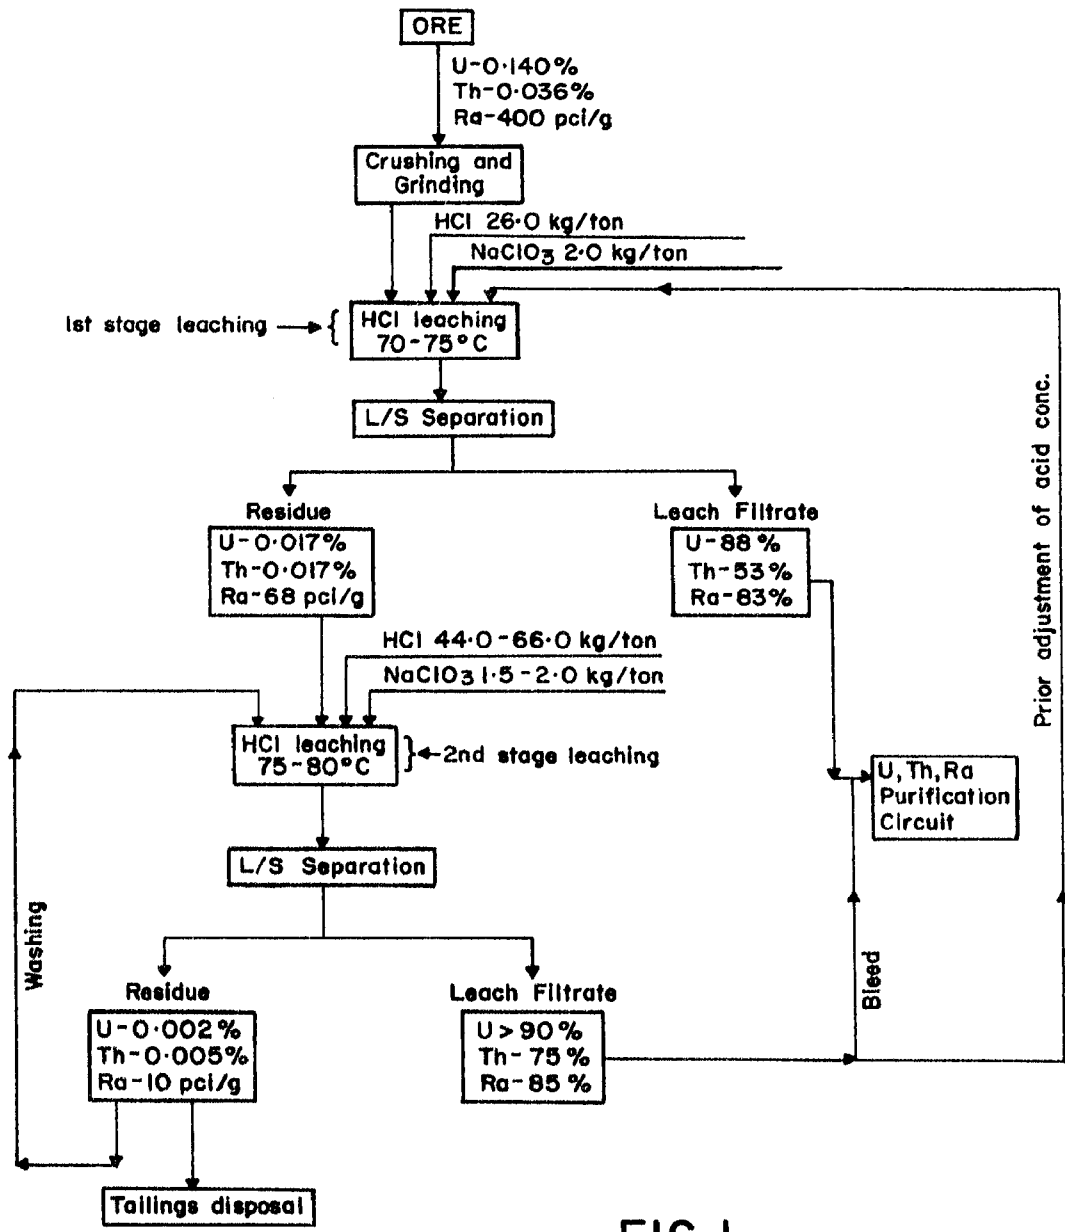 ORE
U-0·140%
Th-0·036%
Ra-400 pci/g
Crushing and
Grinding
HCl 26·0 kg/ton
NaClO3 2·0 kg/ton
1st stage leaching
HCl leaching
70-75°C
L/S Separation
Residue
U-0·017%
Th-0·017%
Ra-68 pci/g
Leach Filtrate
U-88%
Th-53%
Ra-83%
Prior adjustment of acid conc.
HCl 44·0-66·0 kg/ton
NaClO3 1·5-2·0 kg/ton
HCl leaching
75-80°C
2nd stage leaching
U, Th, Ra
Purification
Circuit
L/S Separation
Washing
Bleed
Residue
U-0·002%
Th-0·005%
Ra-10 pci/g
Leach Filtrate
U>90%
Th-75%
Ra-85%
Tailings disposal